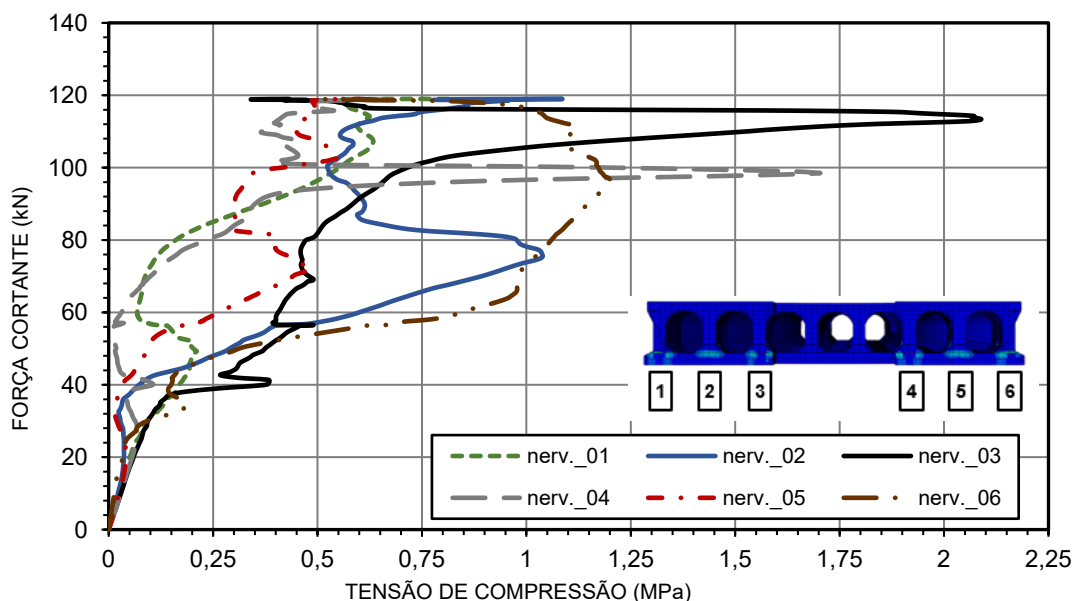 140
120
100
80
60
40
20
0
FORÇA CORTANTE (kN)
1 2 3 4 5 6
nerv._01 nerv._02 nerv._03
nerv._04 nerv._05 nerv._06
0 0,25 0,5 0,75 1 1,25 1,5 1,75 2 2,25
TENSÃO DE COMPRESSÃO (MPa)